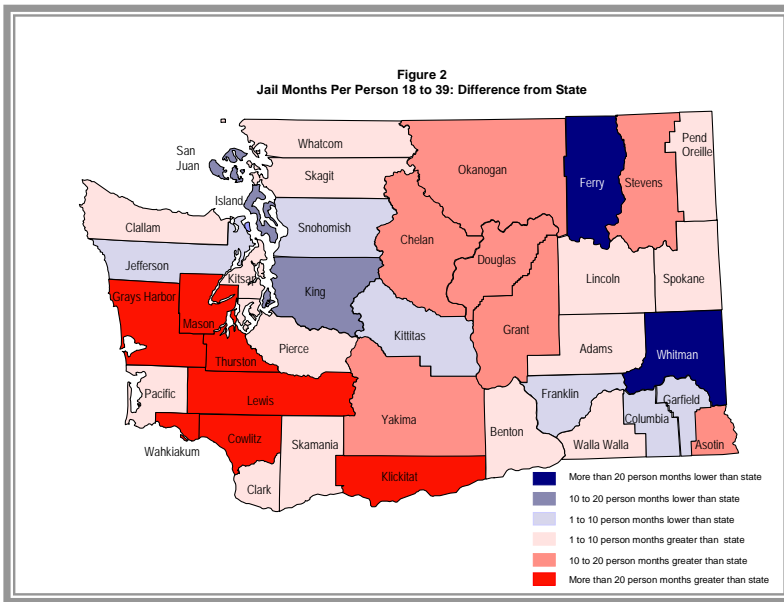 Figure 2
Jail Months Per Person 18 to 39: Difference from State
San
Juan
Whatcom
Skagit
Island
Okanogan
Ferry
Stevens
Pend
Oreille
Clallam
Snohomish
Jefferson
Chelan
Douglas
Kitsap
King
Lincoln
Spokane
Grays Harbor
Mason
Kittitas
Grant
Pierce
Adams
Whitman
Thurston
Pacific
Lewis
Franklin
Garfield
Columbia
Yakima
Cowlitz
Skamania
Benton
Walla Walla
Asotin
Wahkiakum
Clark
Kilckitat
More than 20 person months lower than state
10 to 20 person months lower than state
1 to 10 person months lower than state
1 to 10 person months greater than state
10 to 20 person months greater than state
More than 20 person months greater than state